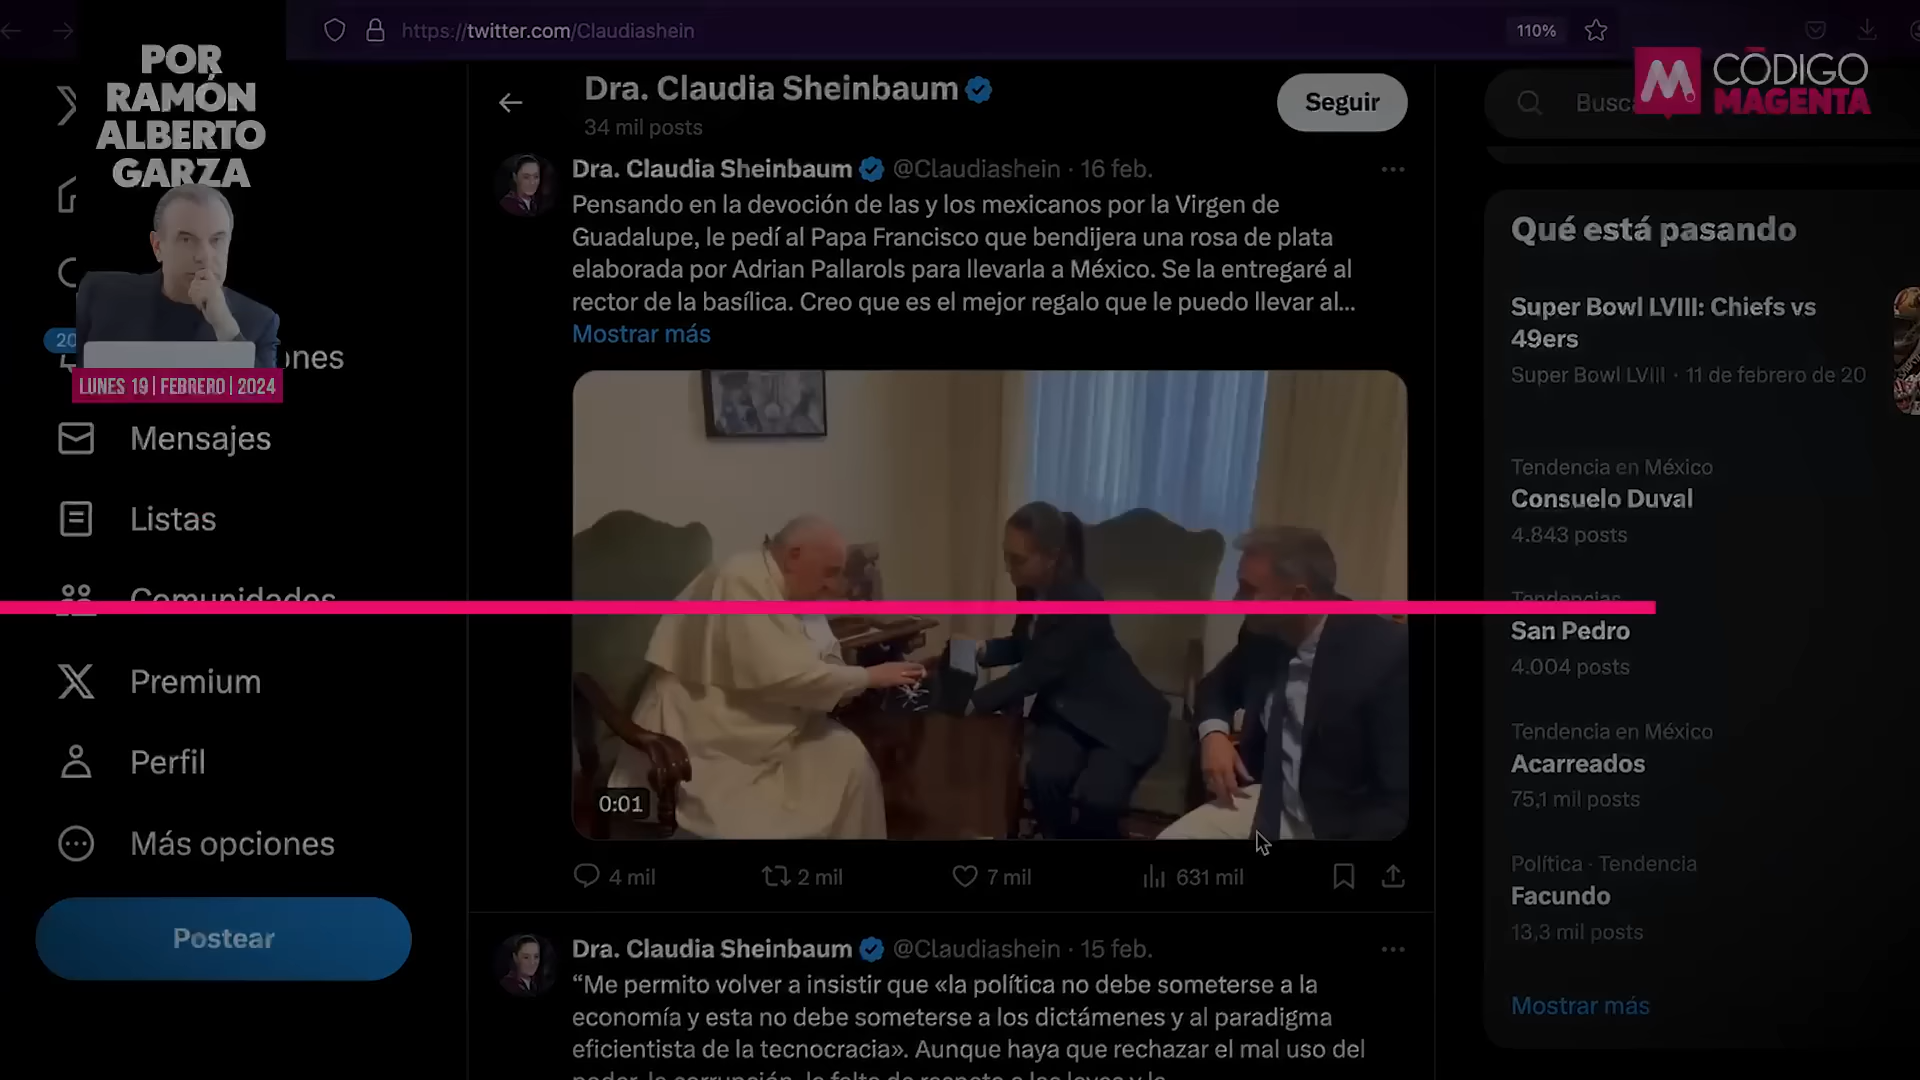 https://twitter.com/Claudiashein
110%
POR
RAMÓN
ALBERTO
GARZA
LUNES 19 | FEBRERO | 2024
CÓDIGO
MAGENTA
20
ones
Mensajes
Listas
Comunidades
Premium
Perfil
Más opciones
Postear
Dra. Claudia Sheinbaum
34 mil posts
Seguir
Dra. Claudia Sheinbaum @Claudiashein · 16 feb.
Pensando en la devoción de las y los mexicanos por la Virgen de
Guadalupe, le pedí al Papa Francisco que bendijera una rosa de plata
elaborada por Adrian Pallarols para llevarla a México. Se la entregaré al
rector de la basílica. Creo que es el mejor regalo que le puedo llevar al...
Mostrar más
0:01
4 mil 2 mil 7 mil 631 mil
Dra. Claudia Sheinbaum @Claudiashein · 15 feb.
“Me permito volver a insistir que «la política no debe someterse a la
economía y esta no debe someterse a los dictámenes y al paradigma
eficientista de la tecnocracia». Aunque haya que rechazar el mal uso del
Busc
Qué está pasando
Super Bowl LVIII: Chiefs vs
49ers
Super Bowl LVIII · 11 de febrero de 20
Tendencia en México
Consuelo Duval
4.843 posts
Tendencias
San Pedro
4.004 posts
Tendencia en México
Acarreados
75,1 mil posts
Política · Tendencia
Facundo
13,3 mil posts
Mostrar más